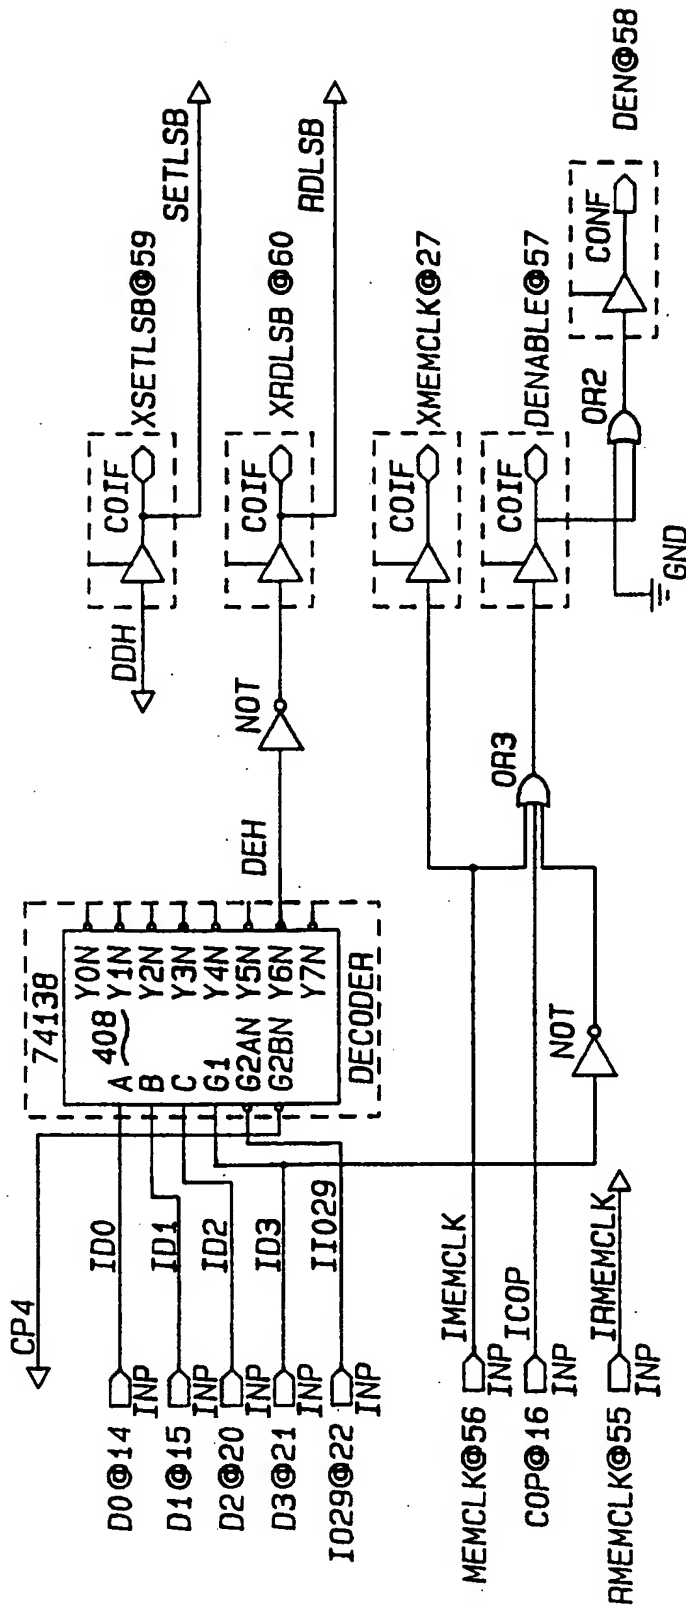 CP4
D0@14
INP
ID0
D1@15
INP
ID1
D2@20
INP
ID2
D3@21
INP
ID3
IO29@22
INP
IIO29
74138
408
A
B
C
G1
G2AN
G2BN
Y0N
Y1N
Y2N
Y3N
Y4N
Y5N
Y6N
Y7N
DECODER
DDH
COIF
XSETLSB@59
SETLSB
DEH
NOT
COIF
XRDLSB @60
RDLSB
MEMCLK@56
INP
IMEMCLK
COP@16
INP
ICOP
RMEMCLK@55
INP
IRMEMCLK
NOT
OR3
COIF
XMEMCLK@27
COIF
DENABLE@57
GND
OR2
CONF
DEN@58